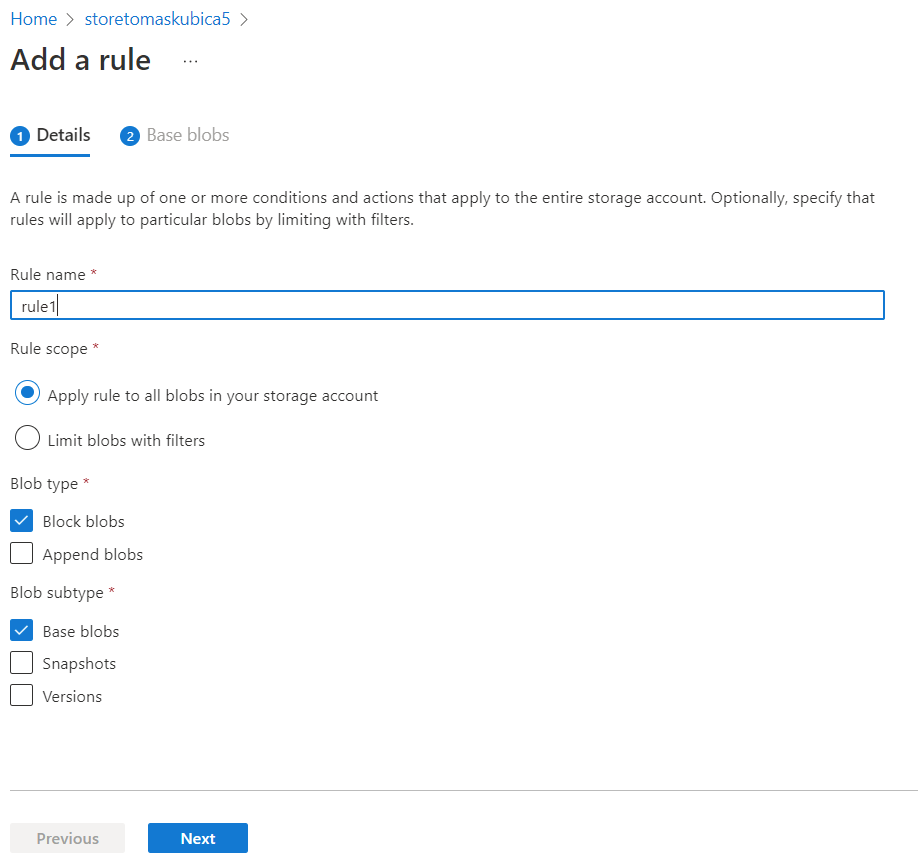 Home > storetomaskubica5 >
Add a rule ...
1 Details 2 Base blobs
A rule is made up of one or more conditions and actions that apply to the entire storage account. Optionally, specify that
rules will apply to particular blobs by limiting with filters.
Rule name *
rule1
Rule scope *
Apply rule to all blobs in your storage account
Limit blobs with filters
Blob type *
Block blobs
Append blobs
Blob subtype *
Base blobs
Snapshots
Versions
Previous Next